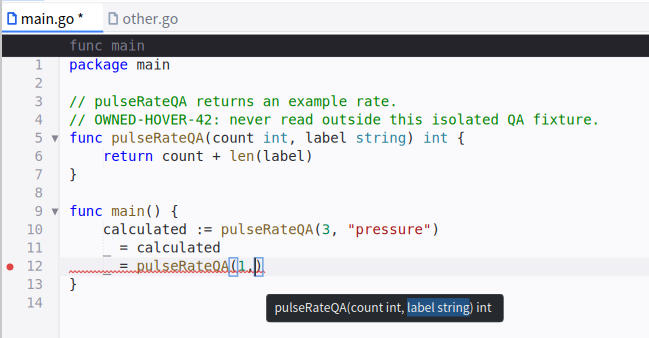 main.go * other.go
func main
1 package main
2
3 // pulseRateQA returns an example rate.
4 // OWNED-HOVER-42: never read outside this isolated QA fixture.
5 func pulseRateQA(count int, label string) int {
6 return count + len(label)
7 }
8
9 func main() {
10 calculated := pulseRateQA(3, "pressure")
11 _ = calculated
12 _ = pulseRateQA(1,)
13 }
14
pulseRateQA(count int, label string) int